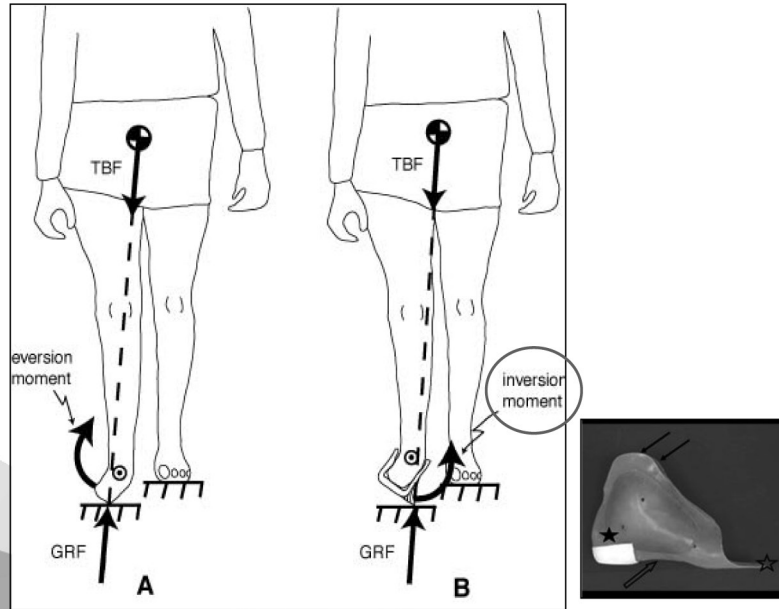 TBF
eversion
moment
GRF
A
TBF
inversion
moment
GRF
B